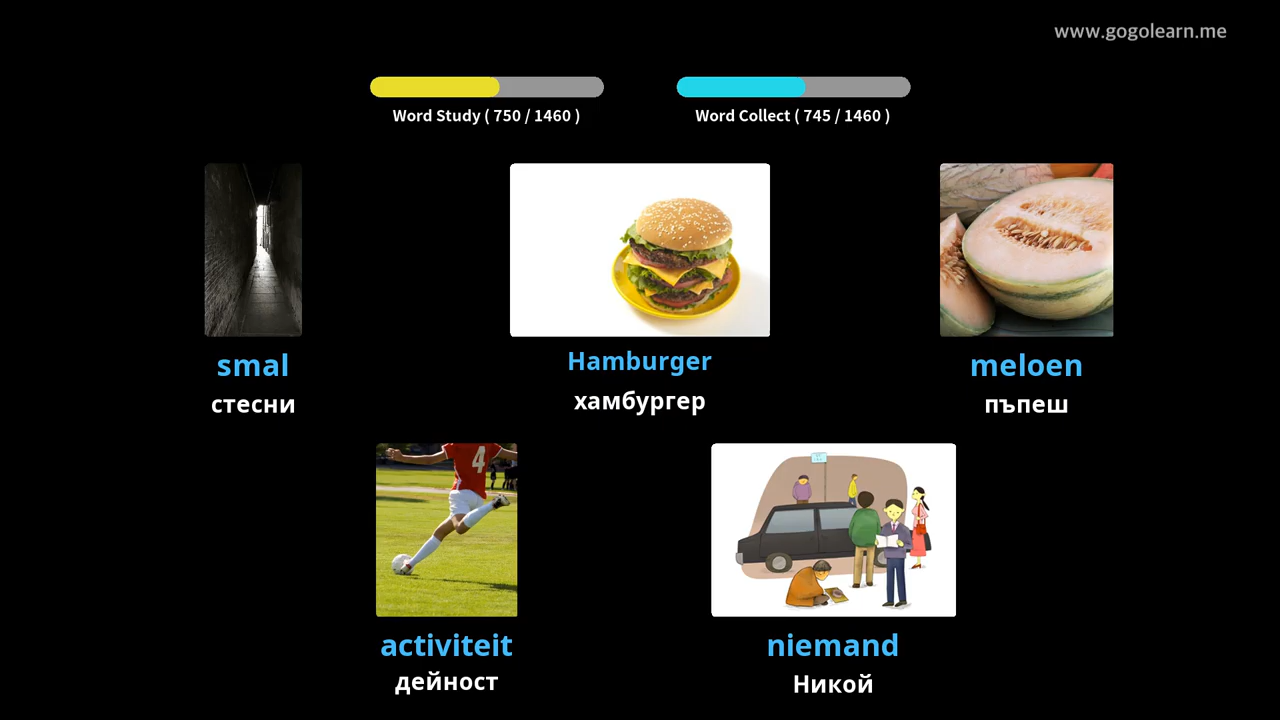 www.gogolearn.me
Word Study ( 750 / 1460 )
Word Collect ( 745 / 1460 )
smal
стесни
Hamburger
хамбургер
meloen
пъпеш
4
activiteit
дейност
niemand
Никой